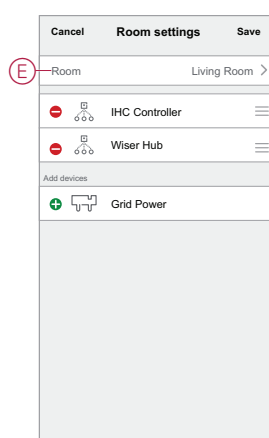 Cancel Room settings Save
E Room Living Room >
IHC Controller
Wiser Hub
Add devices
Grid Power